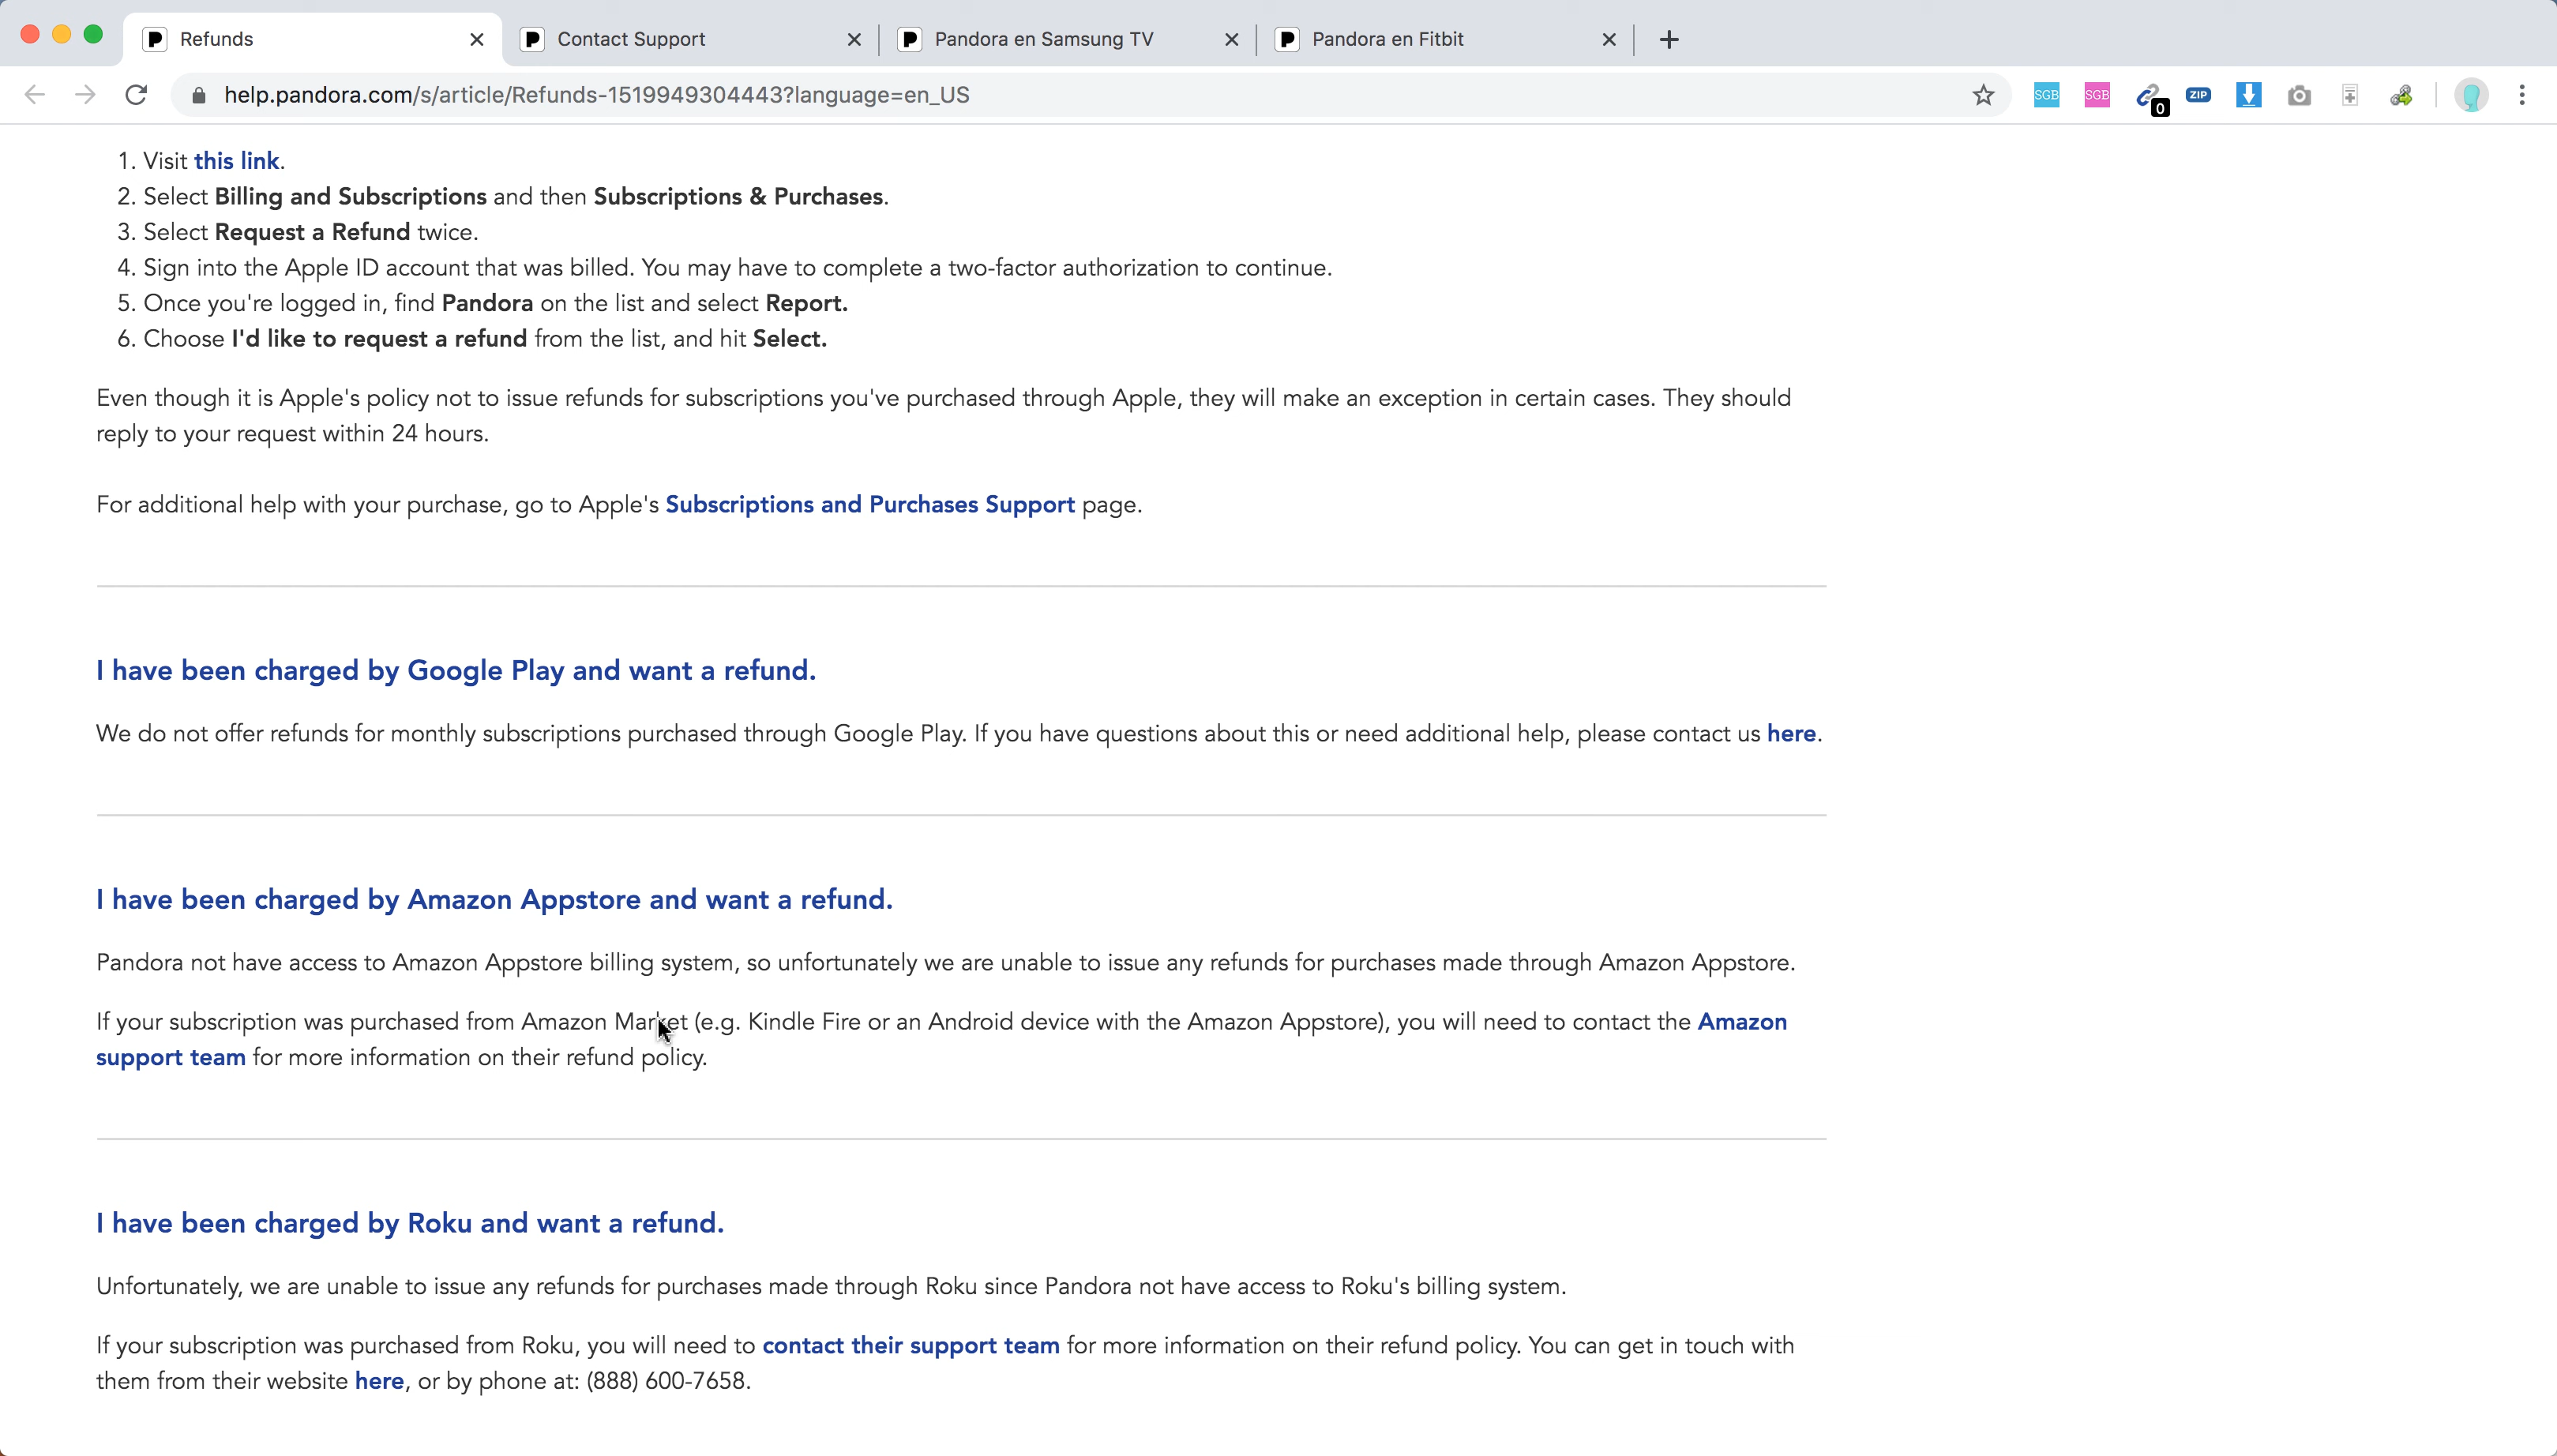 Refunds
Contact Support
Pandora en Samsung TV
Pandora en Fitbit
help.pandora.com/s/article/Refunds-1519949304443?language=en_US
SGB
SGB
0
ZIP
1. Visit this link.
2. Select Billing and Subscriptions and then Subscriptions & Purchases.
3. Select Request a Refund twice.
4. Sign into the Apple ID account that was billed. You may have to complete a two-factor authorization to continue.
5. Once you're logged in, find Pandora on the list and select Report.
6. Choose I'd like to request a refund from the list, and hit Select.
Even though it is Apple's policy not to issue refunds for subscriptions you've purchased through Apple, they will make an exception in certain cases. They should
reply to your request within 24 hours.
For additional help with your purchase, go to Apple's Subscriptions and Purchases Support page.
I have been charged by Google Play and want a refund.
We do not offer refunds for monthly subscriptions purchased through Google Play. If you have questions about this or need additional help, please contact us here.
I have been charged by Amazon Appstore and want a refund.
Pandora not have access to Amazon Appstore billing system, so unfortunately we are unable to issue any refunds for purchases made through Amazon Appstore.
If your subscription was purchased from Amazon Market (e.g. Kindle Fire or an Android device with the Amazon Appstore), you will need to contact the Amazon
support team for more information on their refund policy.
I have been charged by Roku and want a refund.
Unfortunately, we are unable to issue any refunds for purchases made through Roku since Pandora not have access to Roku's billing system.
If your subscription was purchased from Roku, you will need to contact their support team for more information on their refund policy. You can get in touch with
them from their website here, or by phone at: (888) 600-7658.